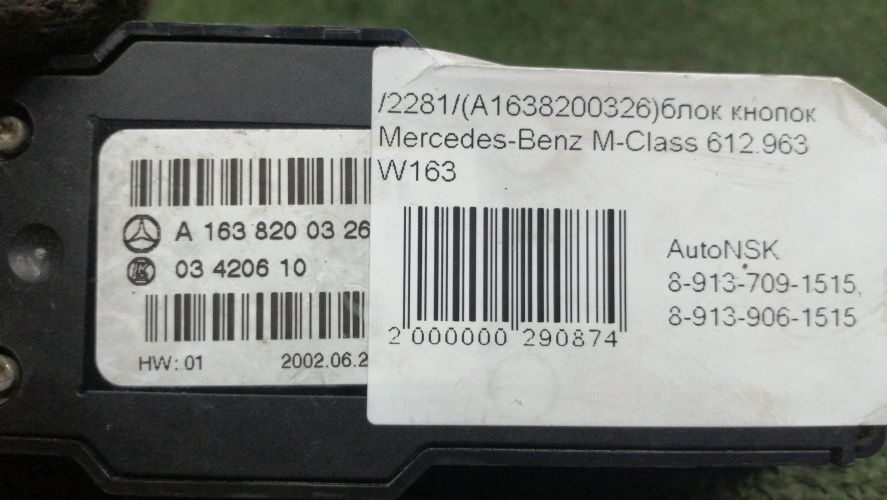 /2281/(A1638200326)блок кнопок
Mercedes-Benz M-Class 612.963
W163
AutoNSK
8-913-709-1515,
8-913-906-1515
2 000000 290874
A 163 820 03 26
03 4206 10
HW: 01 2002.06.2